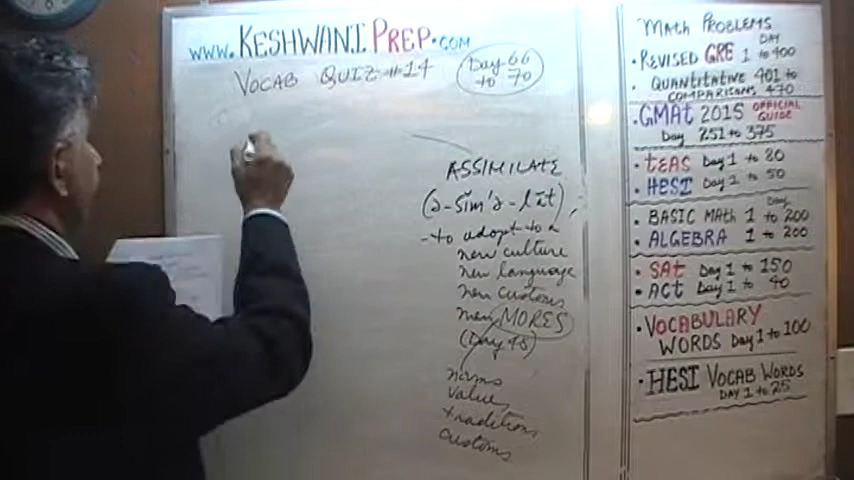 www.KESHWANIPREP.COM
VOCAB QUIZ #14
Day 66
to 70
ASSIMILATE
(ə-sĭm'ə-lāt)
- to adopt to a
new culture
new language
new customs
new MORES
(Day 48)
norms
values
traditions
customs
Math PROBLEMS
DAY
• REVISED GRE 1 to 400
• QUANTITATIVE 401 to
COMPARISONS 470
• GMAt 2015 OFFICIAL
GUIDE
Day 251 to 375
• tEAS Day 1 to 80
• HESI Day 1 to 50
Day
• BASIC MAth 1 to 200
• ALGEBRA 1 to 200
• SAt Day 1 to 150
• ACt Day 1 to 40
• VOCABULARY
WORDS Day 1 to 100
• HESI VOCAB WORDS
DAY 1 to 25